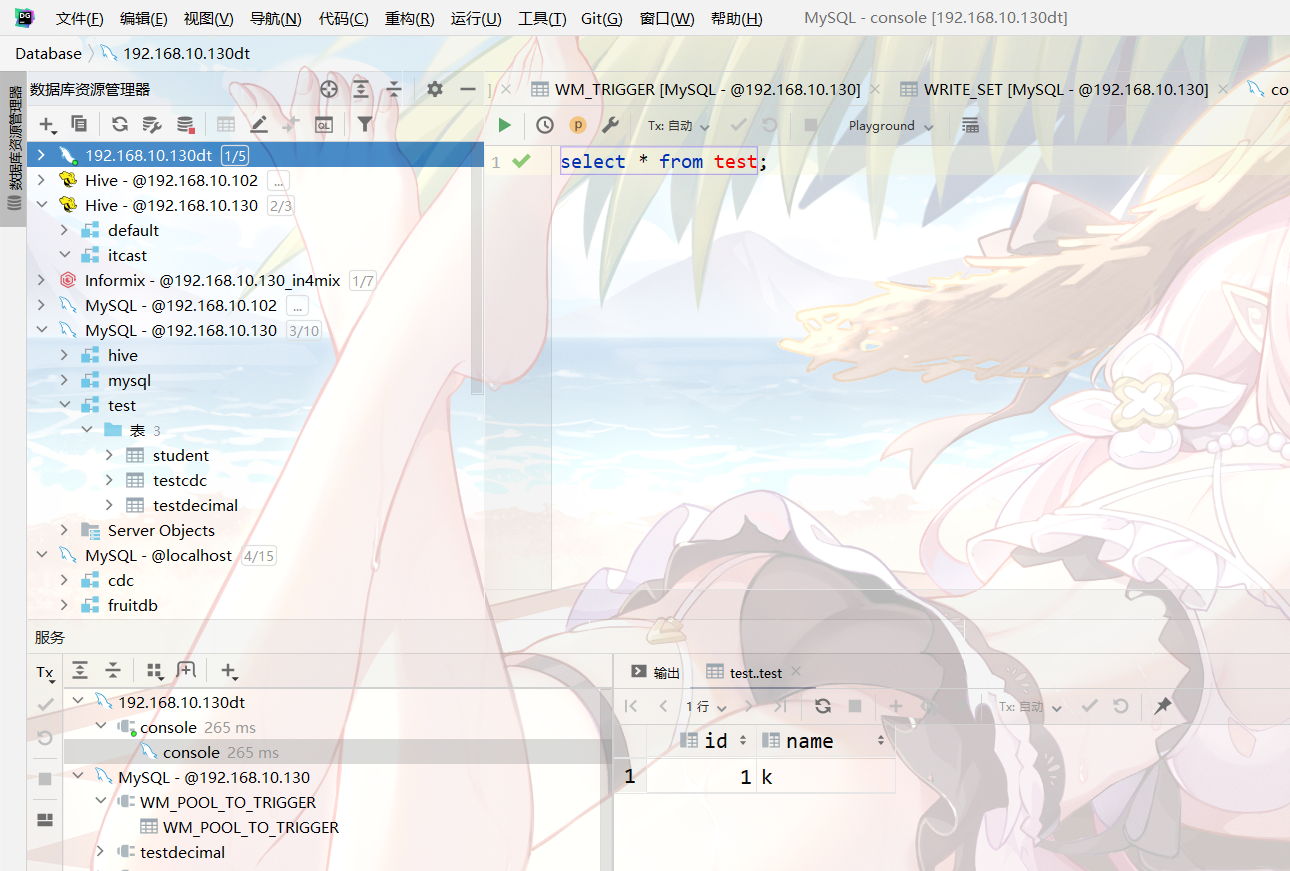 DG 文件(F) 编辑(E) 视图(V) 导航(N) 代码(C) 重构(R) 运行(U) 工具(T) Git(G) 窗口(W) 帮助(H) MySQL - console [192.168.10.130dt]
Database 192.168.10.130dt
数据库资源管理器
数据库资源管理器
] WM_TRIGGER [MySQL - @192.168.10.130] WRITE_SET [MySQL - @192.168.10.130] co
QL
p Tx: 自动 Playground
1 select * from test;
192.168.10.130dt 1/5
Hive - @192.168.10.102 ...
Hive - @192.168.10.130 2/3
default
itcast
Informix - @192.168.10.130_in4mix 1/7
MySQL - @192.168.10.102 ...
MySQL - @192.168.10.130 3/10
hive
mysql
test
表 3
student
testcdc
testdecimal
Server Objects
MySQL - @localhost 4/15
cdc
fruitdb
服务
Tx
192.168.10.130dt
console 265 ms
console 265 ms
MySQL - @192.168.10.130
WM_POOL_TO_TRIGGER
WM_POOL_TO_TRIGGER
testdecimal
输出 test..test
1 行 Tx: 自动
id name
1 1 k